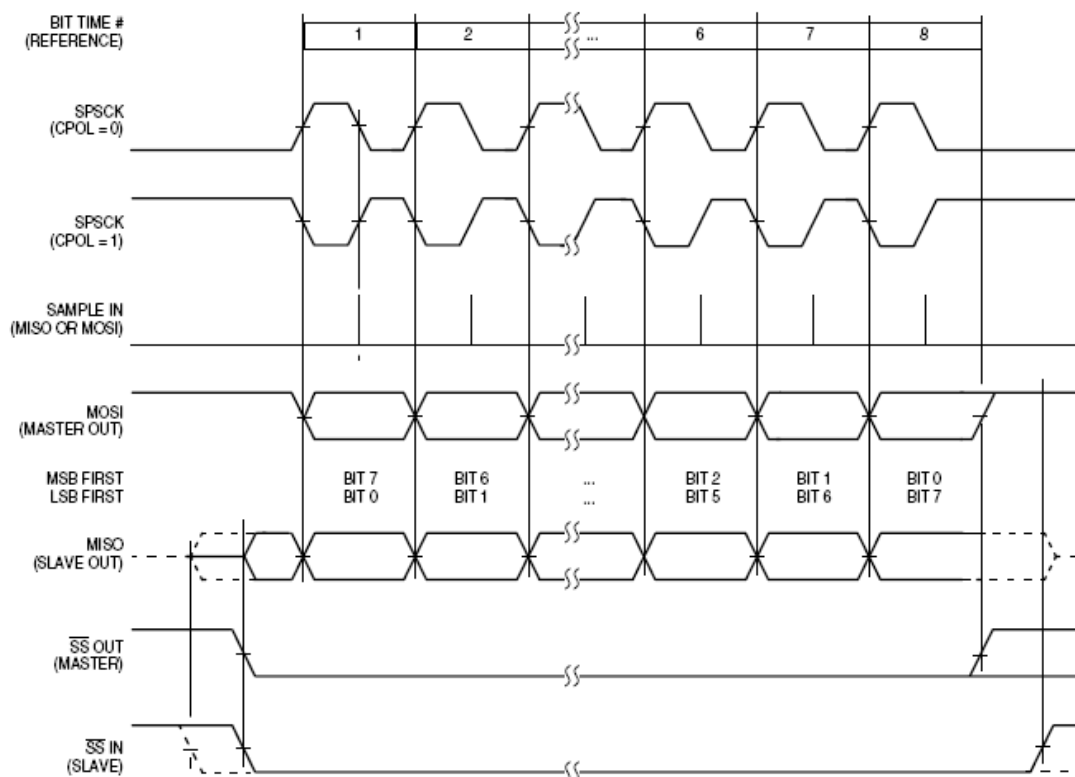 BIT TIME #
(REFERENCE)
1 2 ... 6 7 8
SPSCK
(CPOL = 0)
SPSCK
(CPOL = 1)
SAMPLE IN
(MISO OR MOSI)
MOSI
(MASTER OUT)
MSB FIRST BIT 7 BIT 6 ... BIT 2 BIT 1 BIT 0
LSB FIRST BIT 0 BIT 1 ... BIT 5 BIT 6 BIT 7
MISO
(SLAVE OUT)
SS OUT
(MASTER)
SS IN
(SLAVE)